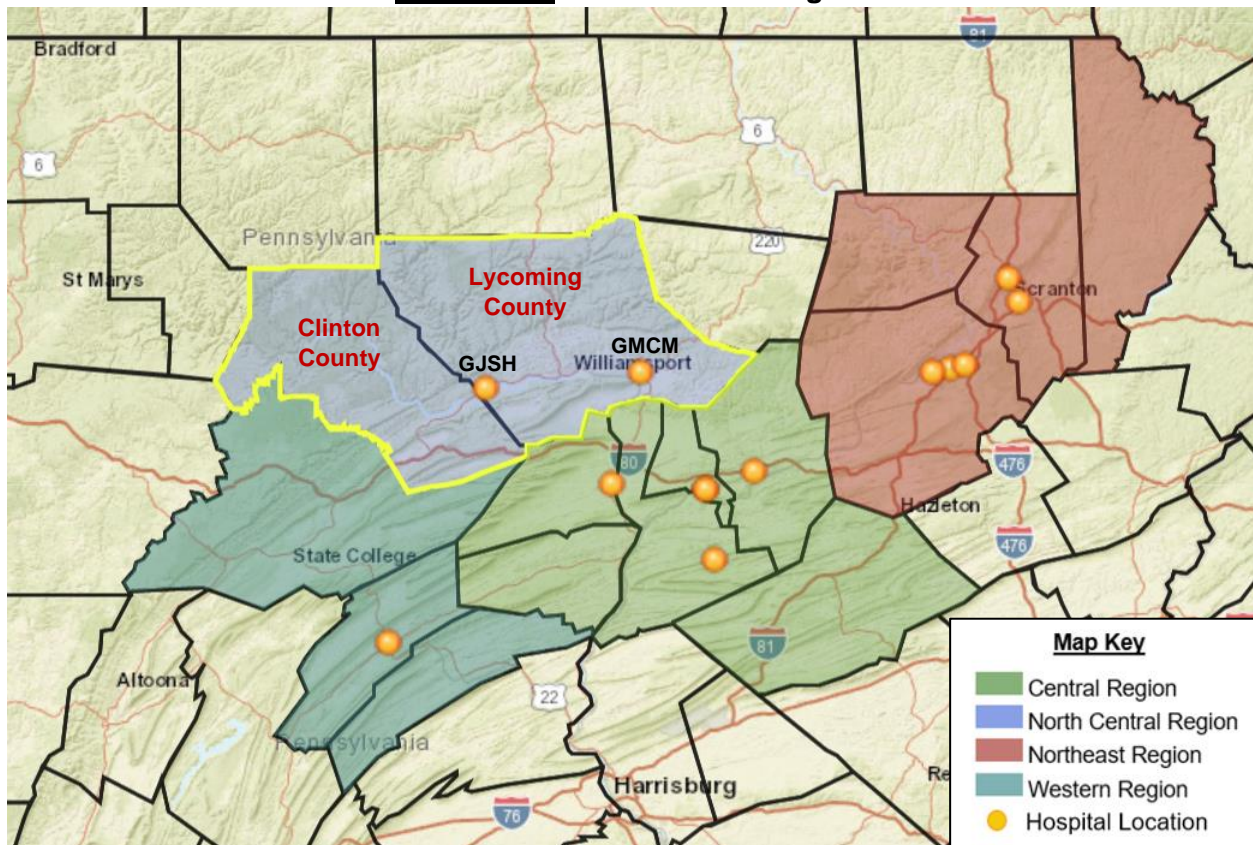 81
Bradford
6
6
Pennsylvania
220
St Marys
Lycoming
County
Scranton
Clinton
County
GJSH
GMCM
Williamsport
80
476
Hazleton
State College
476
81
Altoona
22
Pennsylvania
Harrisburg
76
Re
Map Key
Central Region
North Central Region
Northeast Region
Western Region
Hospital Location